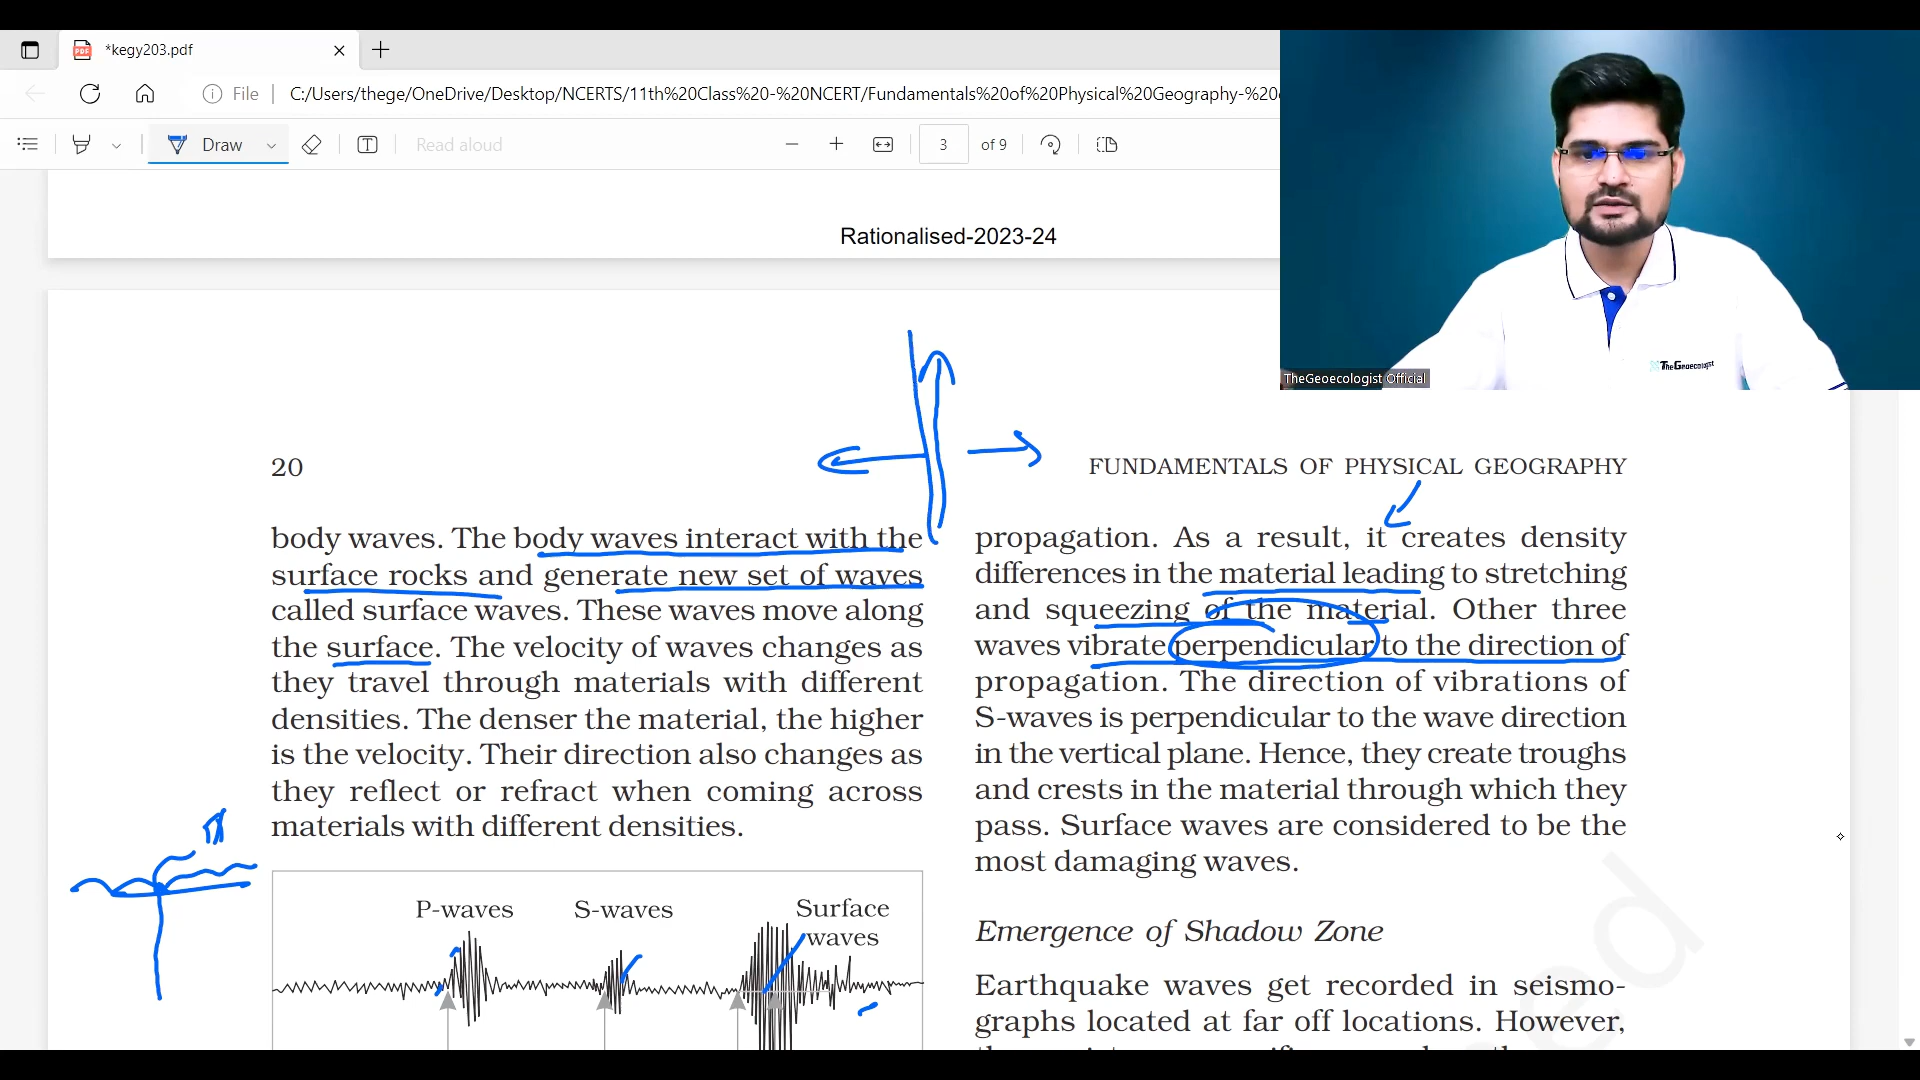 *kegy203.pdf
File
C:/Users/thege/OneDrive/Desktop/NCERTS/11th%20Class%20-%20NCERT/Fundamentals%20of%20Physical%20Geography-%20
Draw
Read aloud
3
of 9
Rationalised-2023-24
TheGeoecologist
TheGeoecologist Official
20
FUNDAMENTALS OF PHYSICAL GEOGRAPHY
body waves. The body waves interact with the
surface rocks and generate new set of waves
called surface waves. These waves move along
the surface. The velocity of waves changes as
they travel through materials with different
densities. The denser the material, the higher
is the velocity. Their direction also changes as
they reflect or refract when coming across
materials with different densities.
P-waves
S-waves
Surface
waves
propagation. As a result, it creates density
differences in the material leading to stretching
and squeezing of the material. Other three
waves vibrate perpendicular to the direction of
propagation. The direction of vibrations of
S-waves is perpendicular to the wave direction
in the vertical plane. Hence, they create troughs
and crests in the material through which they
pass. Surface waves are considered to be the
most damaging waves.
Emergence of Shadow Zone
Earthquake waves get recorded in seismo-
graphs located at far off locations. However,